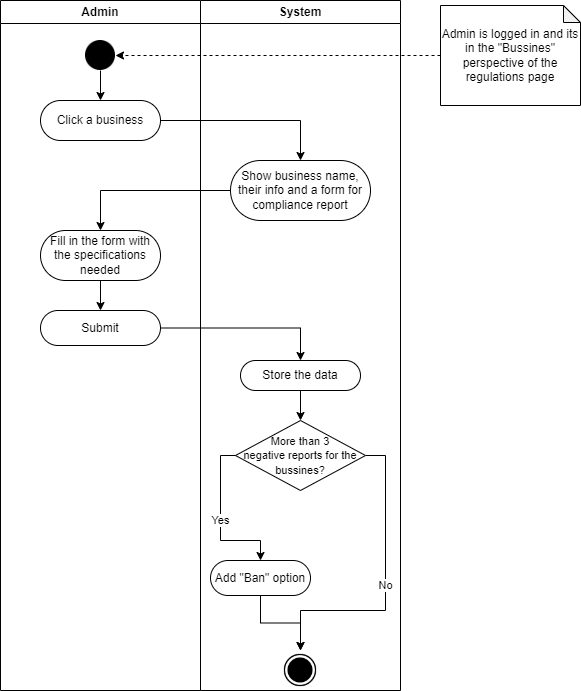 Admin
System
Admin is logged in and its
in the "Bussines"
perspective of the
regulations page
Click a business
Show business name,
their info and a form for
compliance report
Fill in the form with
the specifications
needed
Submit
Store the data
More than 3
negative reports for the
bussines?
Yes
Add "Ban" option
No